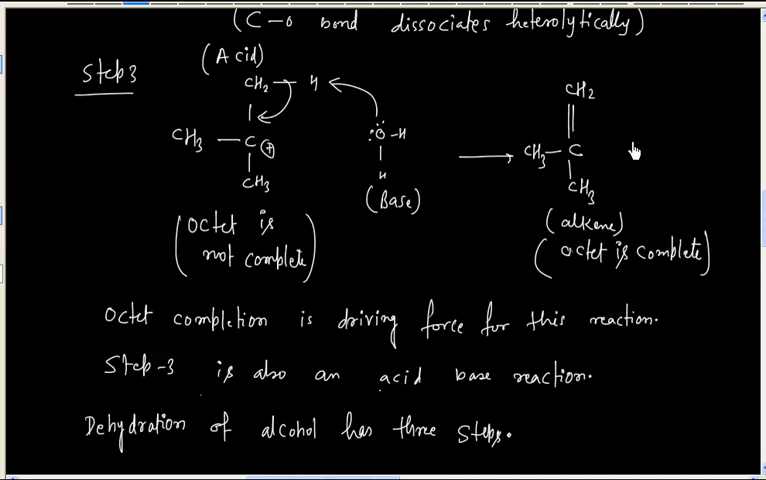 (C-O bond dissociates heterolytically)
Step 3
(Acid)
CH2 - H
CH3 - C ⊕
CH3
(Octet is
not complete)
:Ö-H
H
(Base)
CH2
CH3 - C
CH3
(alkene)
(octet is complete)
Octet completion is driving force for this reaction.
Step-3 is also an acid base reaction.
Dehydration of alcohol has three steps.